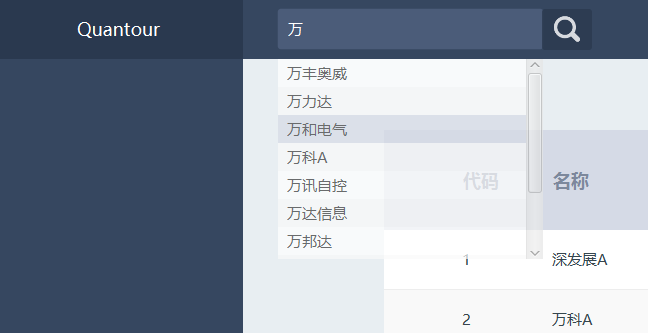 Quantour
万
万丰奥威
万力达
万和电气
万科A
万讯自控
万达信息
万邦达
代码 名称
1 深发展A
2 万科A